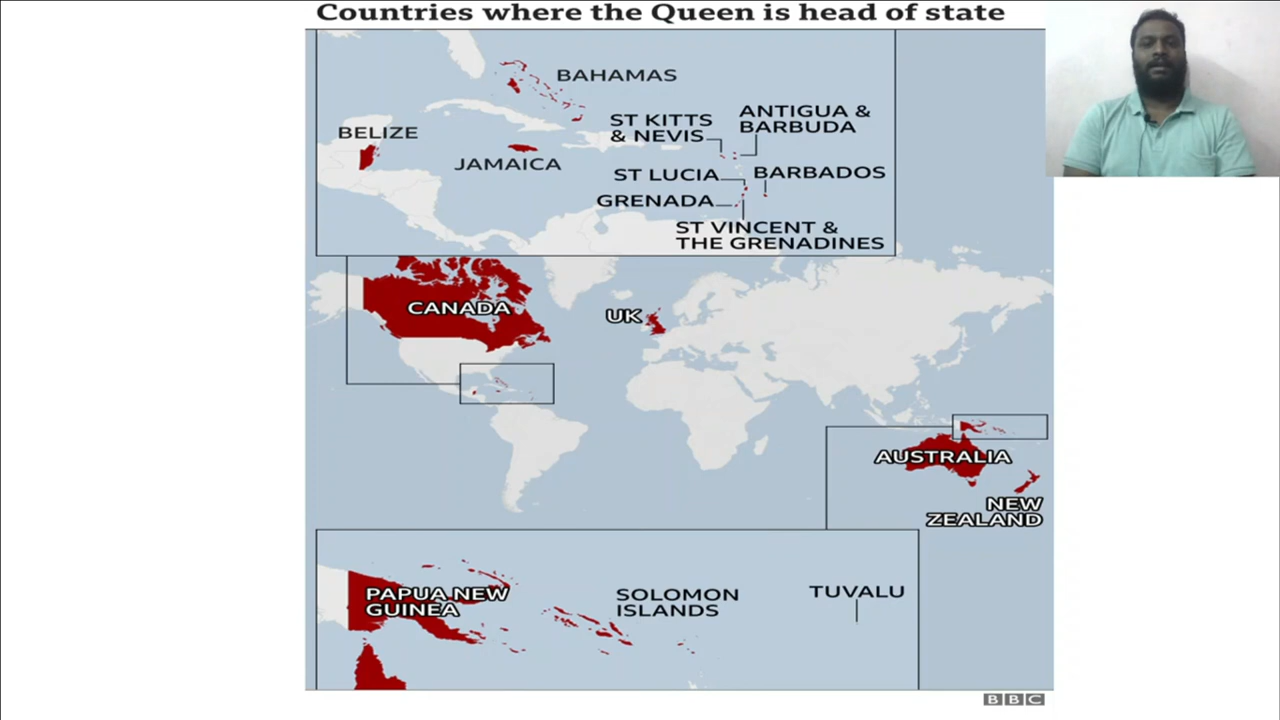 Countries where the Queen is head of state
BAHAMAS
BELIZE
JAMAICA
ST KITTS
& NEVIS
ANTIGUA &
BARBUDA
ST LUCIA
BARBADOS
GRENADA
ST VINCENT &
THE GRENADINES
CANADA
UK
AUSTRALIA
NEW
ZEALAND
PAPUA NEW
GUINEA
SOLOMON
ISLANDS
TUVALU
BBC